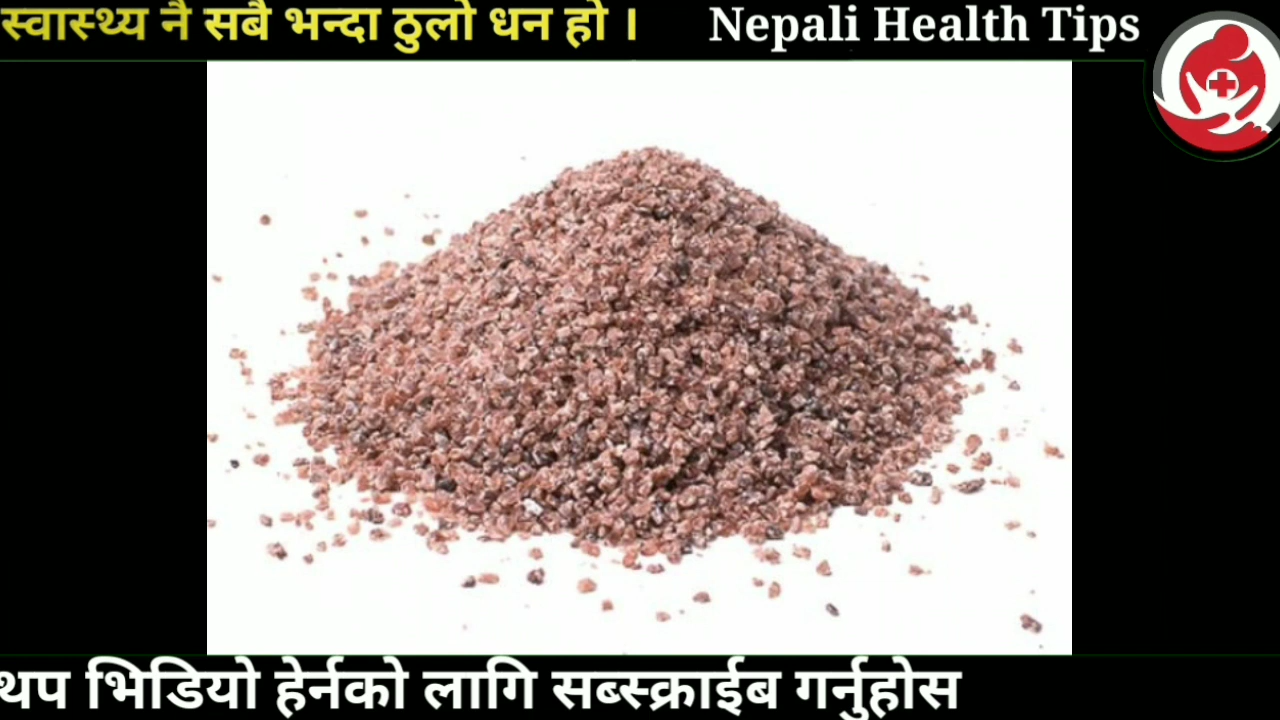 स्वास्थ्य नै सबै भन्दा ठुलो धन हो ।
Nepali Health Tips
थप भिडियो हेर्नको लागि सब्स्क्राईब गर्नुहोस